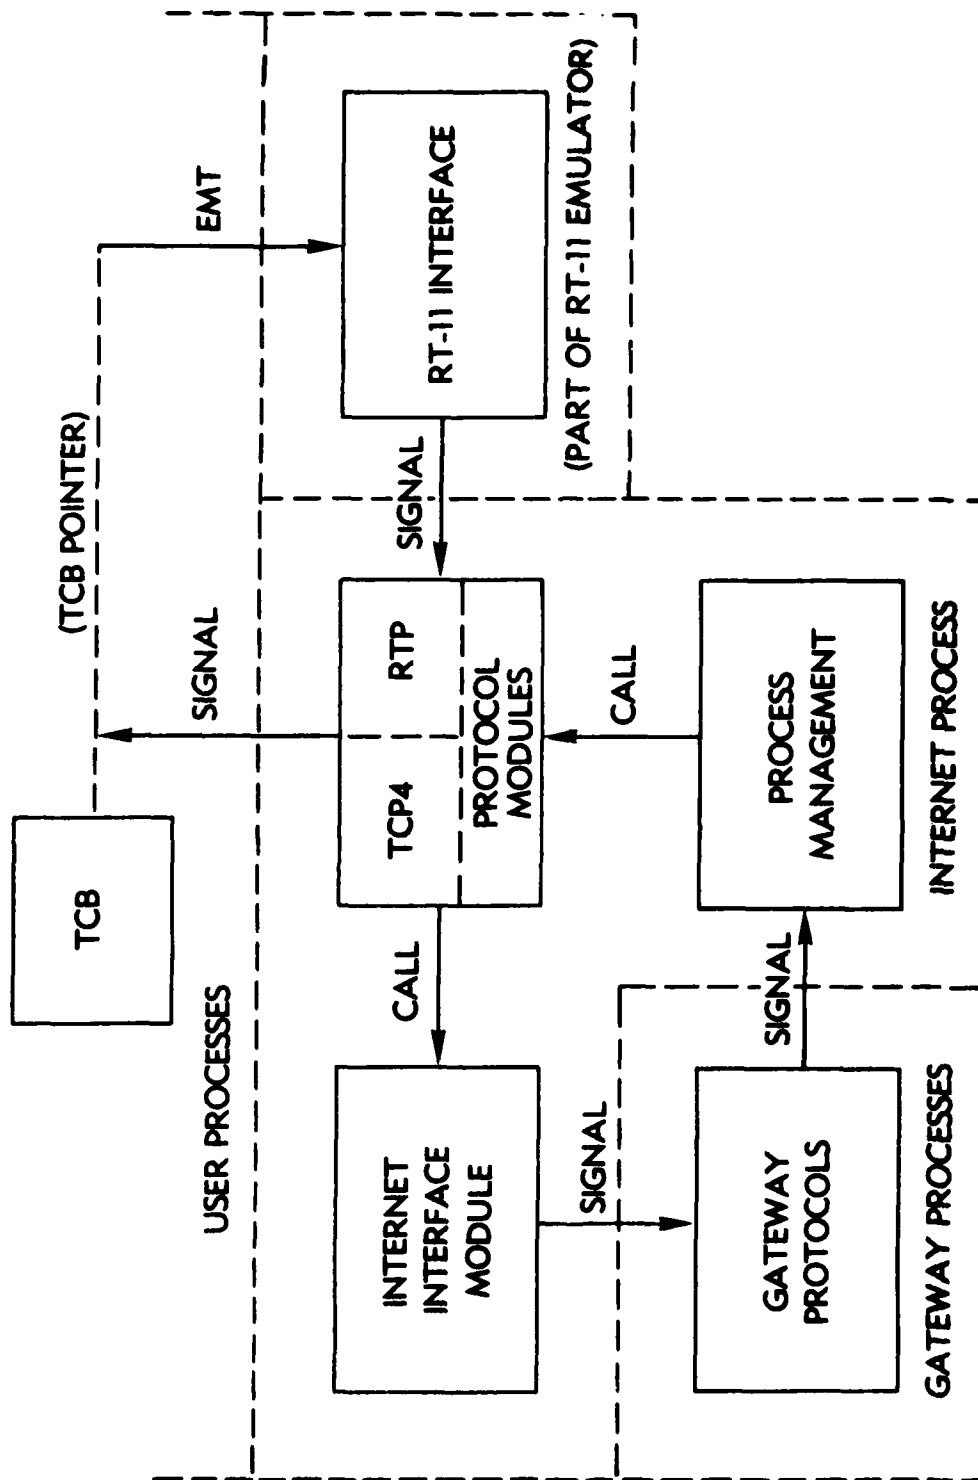 TCB
(TCB POINTER)
USER PROCESSES
SIGNAL
EMT
INTERNET
INTERFACE
MODULE
CALL
TCP4
RTP
PROTOCOL
MODULES
SIGNAL
RT-11 INTERFACE
(PART OF RT-11 EMULATOR)
SIGNAL
CALL
GATEWAY
PROTOCOLS
SIGNAL
PROCESS
MANAGEMENT
GATEWAY PROCESSES
INTERNET PROCESS